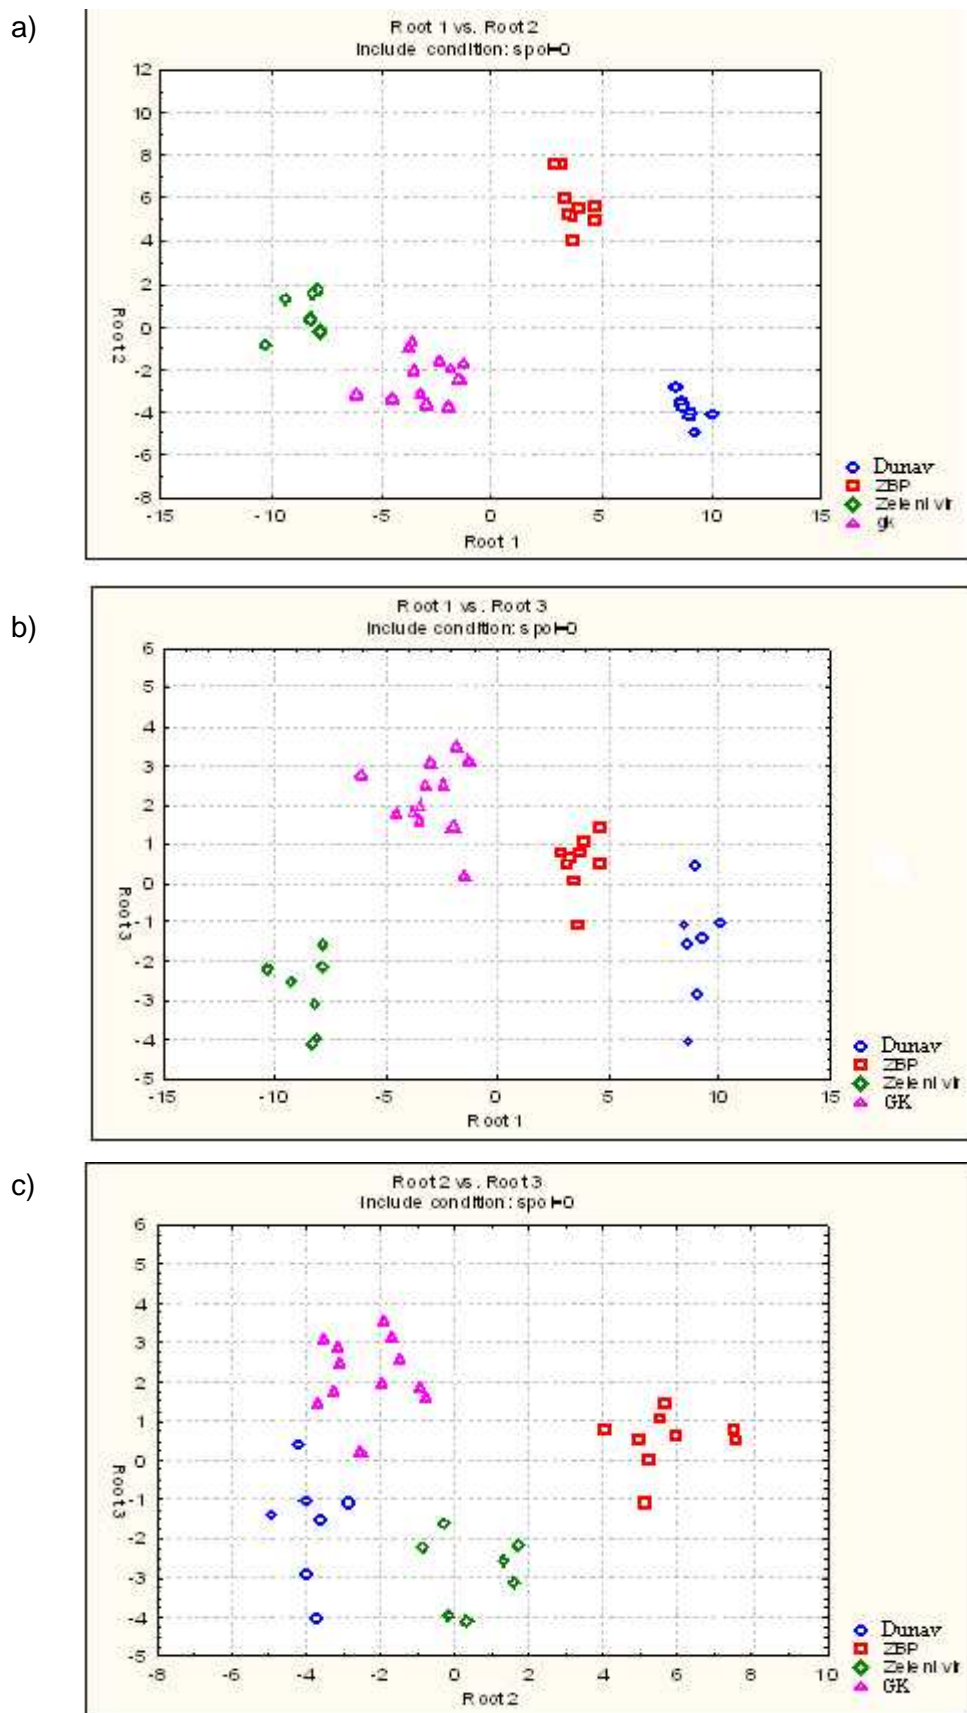 a)
Root 1 vs. Root 2
Include condition: spol=0
12
10
8
6
4
2
0
-2
-4
-6
-8
Root 2
-15 -10 -5 0 5 10 15
Root 1
Dunav
ZBP
Zeleni vir
gk
b)
Root 1 vs. Root 3
Include condition: spol=0
6
5
4
3
2
1
0
-1
-2
-3
-4
-5
Root 3
-15 -10 -5 0 5 10 15
Root 1
Dunav
ZBP
Zeleni vir
GK
c)
Root 2 vs. Root 3
Include condition: spol=0
6
5
4
3
2
1
0
-1
-2
-3
-4
-5
Root 3
-8 -6 -4 -2 0 2 4 6 8 10
Root 2
Dunav
ZBP
Zeleni vir
GK